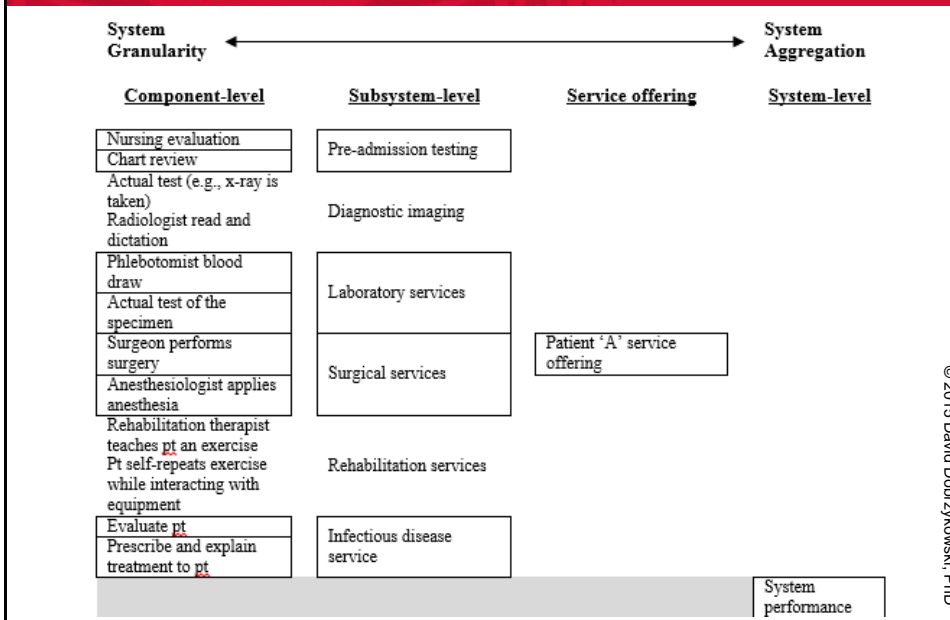 System
Granularity
System
Aggregation
Component-level
Subsystem-level
Service offering
System-level
Nursing evaluation
Chart review
Pre-admission testing
Actual test (e.g., x-ray is
taken)
Radiologist read and
dictation
Diagnostic imaging
Phlebotomist blood
draw
Actual test of the
specimen
Laboratory services
Surgeon performs
surgery
Anesthesiologist applies
anesthesia
Surgical services
Patient ‘A’ service
offering
Rehabilitation therapist
teaches pt an exercise
Pt self-repeats exercise
while interacting with
equipment
Rehabilitation services
Evaluate pt
Prescribe and explain
treatment to pt
Infectious disease
service
System
performance
David Dobrzykowski, PhD